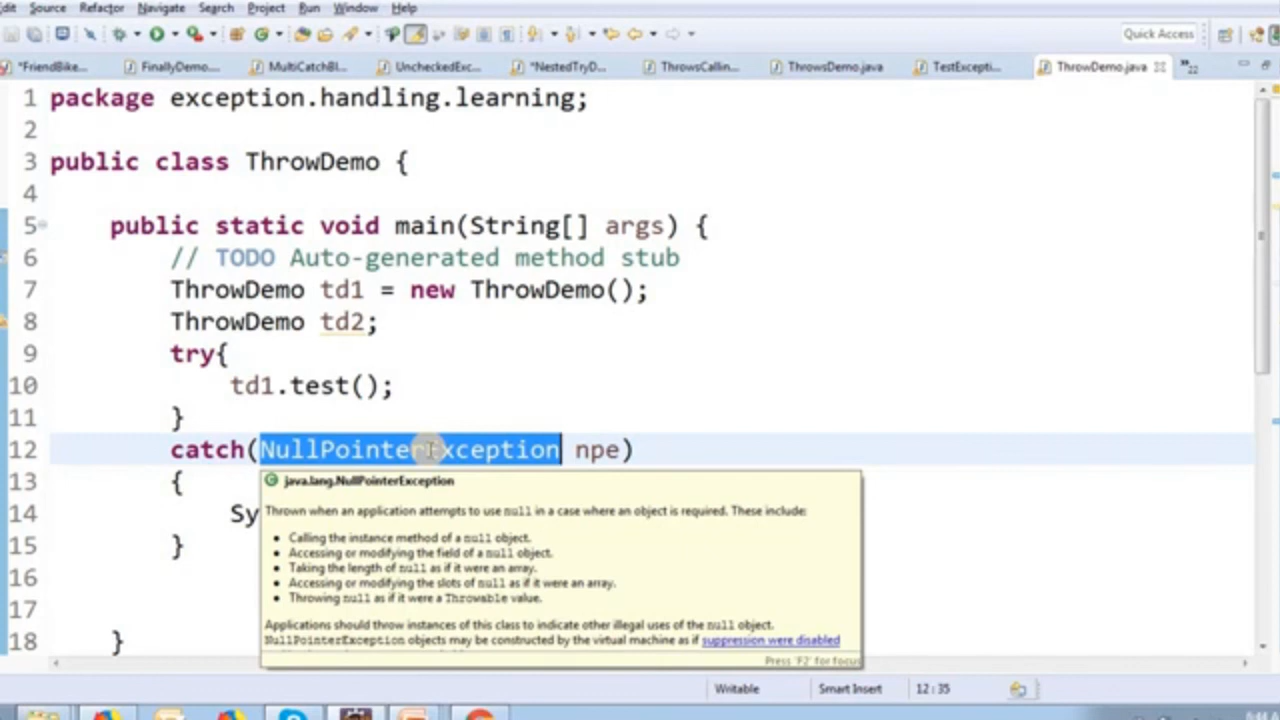 dit Source Refactor Navigate Search Project Run Window Help
Quick Access
*FriendBike... FinallyDemo.... MultiCatchBl... UncheckedExc... *NestedTryD... ThrowsCallin... ThrowsDemo.java TestExcepti... ThrowDemo.java 22
1 package exception.handling.learning;
2
3 public class ThrowDemo {
4
5 public static void main(String[] args) {
6 // TODO Auto-generated method stub
7 ThrowDemo td1 = new ThrowDemo();
8 ThrowDemo td2;
9 try{
10 td1.test();
11 }
12 catch(NullPointerException npe)
13 {
java.lang.NullPointerException
14 Sy
Thrown when an application attempts to use null in a case where an object is required. These include:
• Calling the instance method of a null object.
15 }
• Accessing or modifying the field of a null object.
• Taking the length of null as if it were an array.
16
• Accessing or modifying the slots of null as if it were an array.
• Throwing null as if it were a Throwable value.
17
Applications should throw instances of this class to indicate other illegal uses of the null object.
18 }
NullPointerException objects may be constructed by the virtual machine as if suppression were disabled
Press 'F2' for focus
Writable Smart Insert 12 : 35